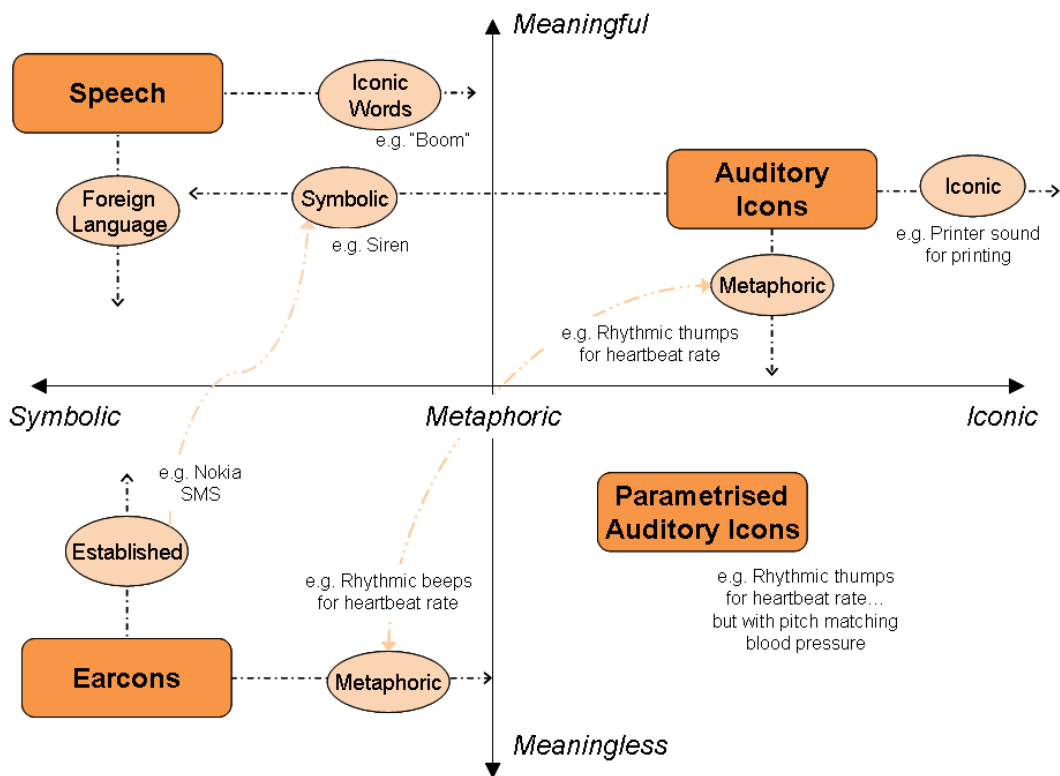 Meaningful
Speech
Iconic
Words
e.g. "Boom"
Foreign
Language
Symbolic
e.g. Siren
Auditory
Icons
Iconic
e.g. Printer sound
for printing
Metaphoric
e.g. Rhythmic thumps
for heartbeat rate
Symbolic
Metaphoric
Iconic
e.g. Nokia
SMS
Established
e.g. Rhythmic beeps
for heartbeat rate
Parametrised
Auditory Icons
e.g. Rhythmic thumps
for heartbeat rate...
but with pitch matching
blood pressure
Earcons
Metaphoric
Meaningless